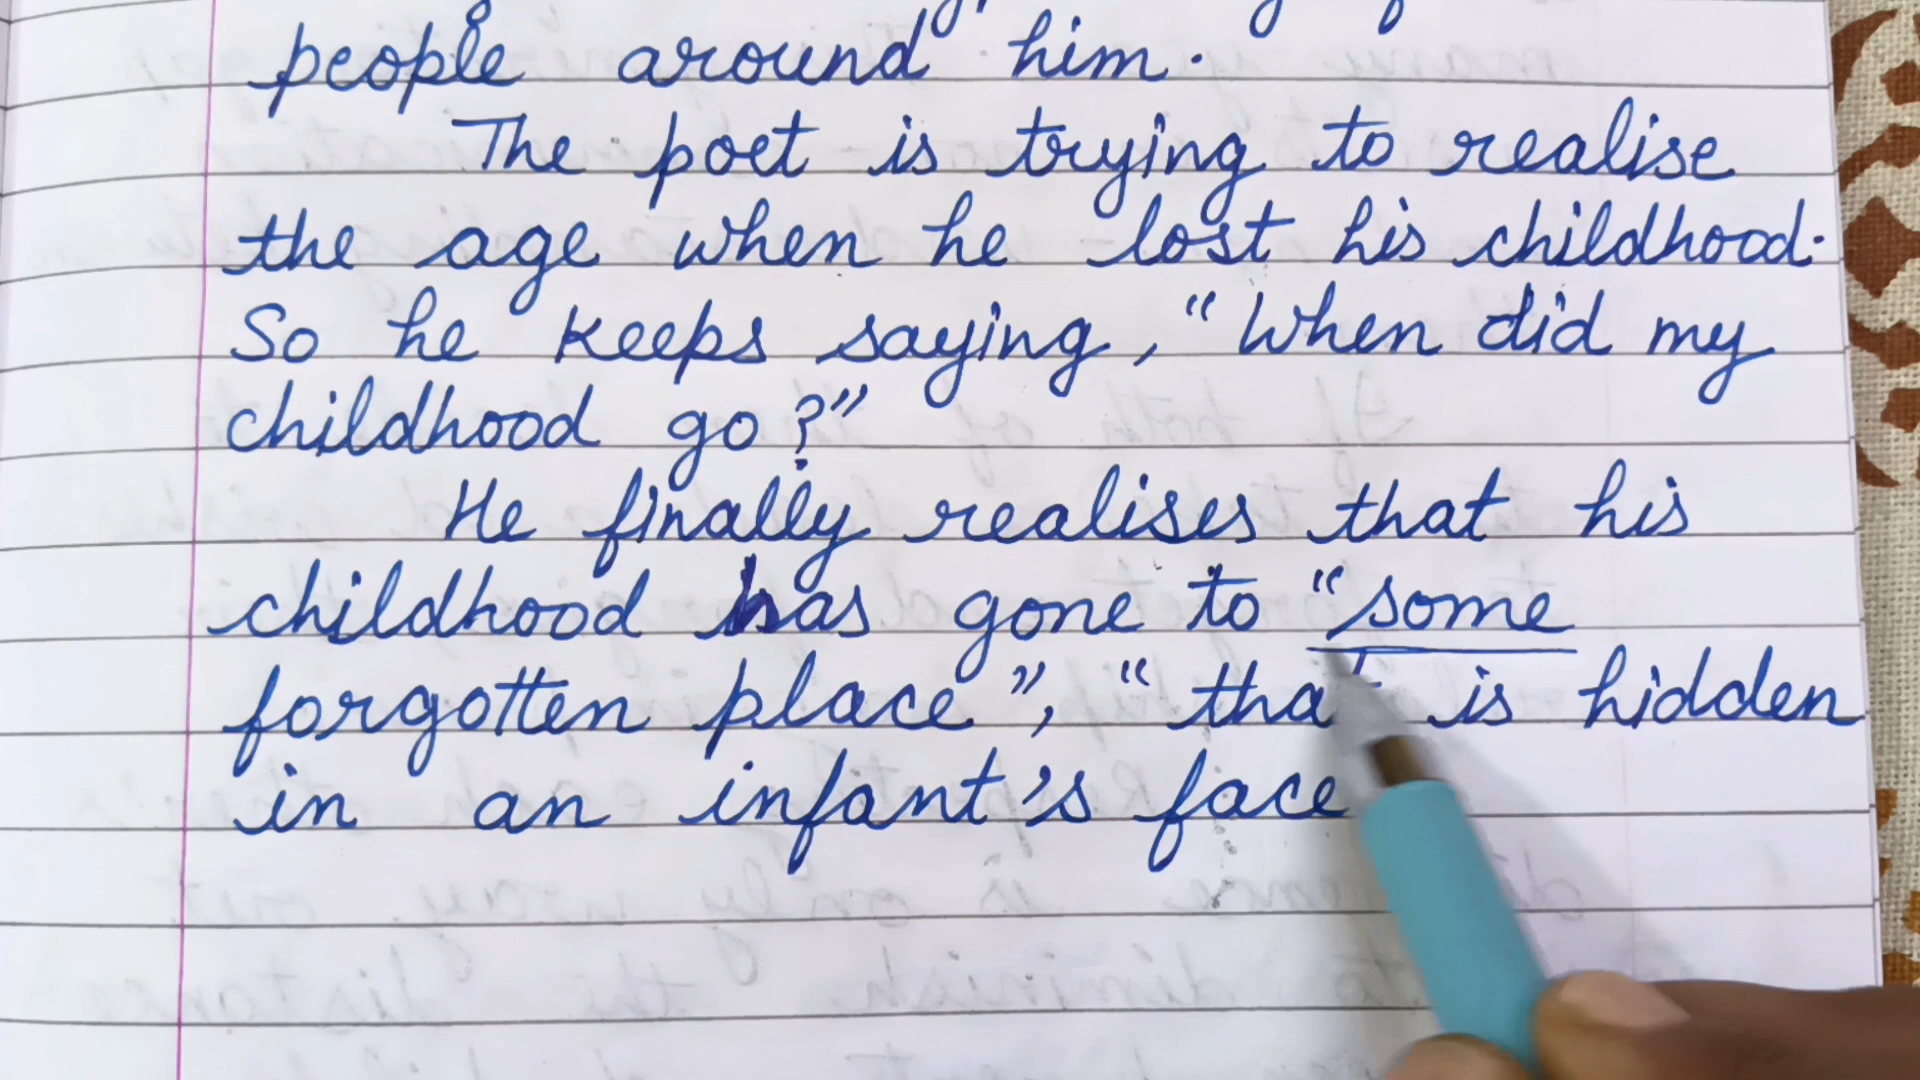 people around him.
The poet is trying to realise
the age when he lost his childhood.
So he keeps saying, "When did my
childhood go?"
He finally realises that his
childhood has gone to "some
forgotten place", "that is hidden
in an infant's face